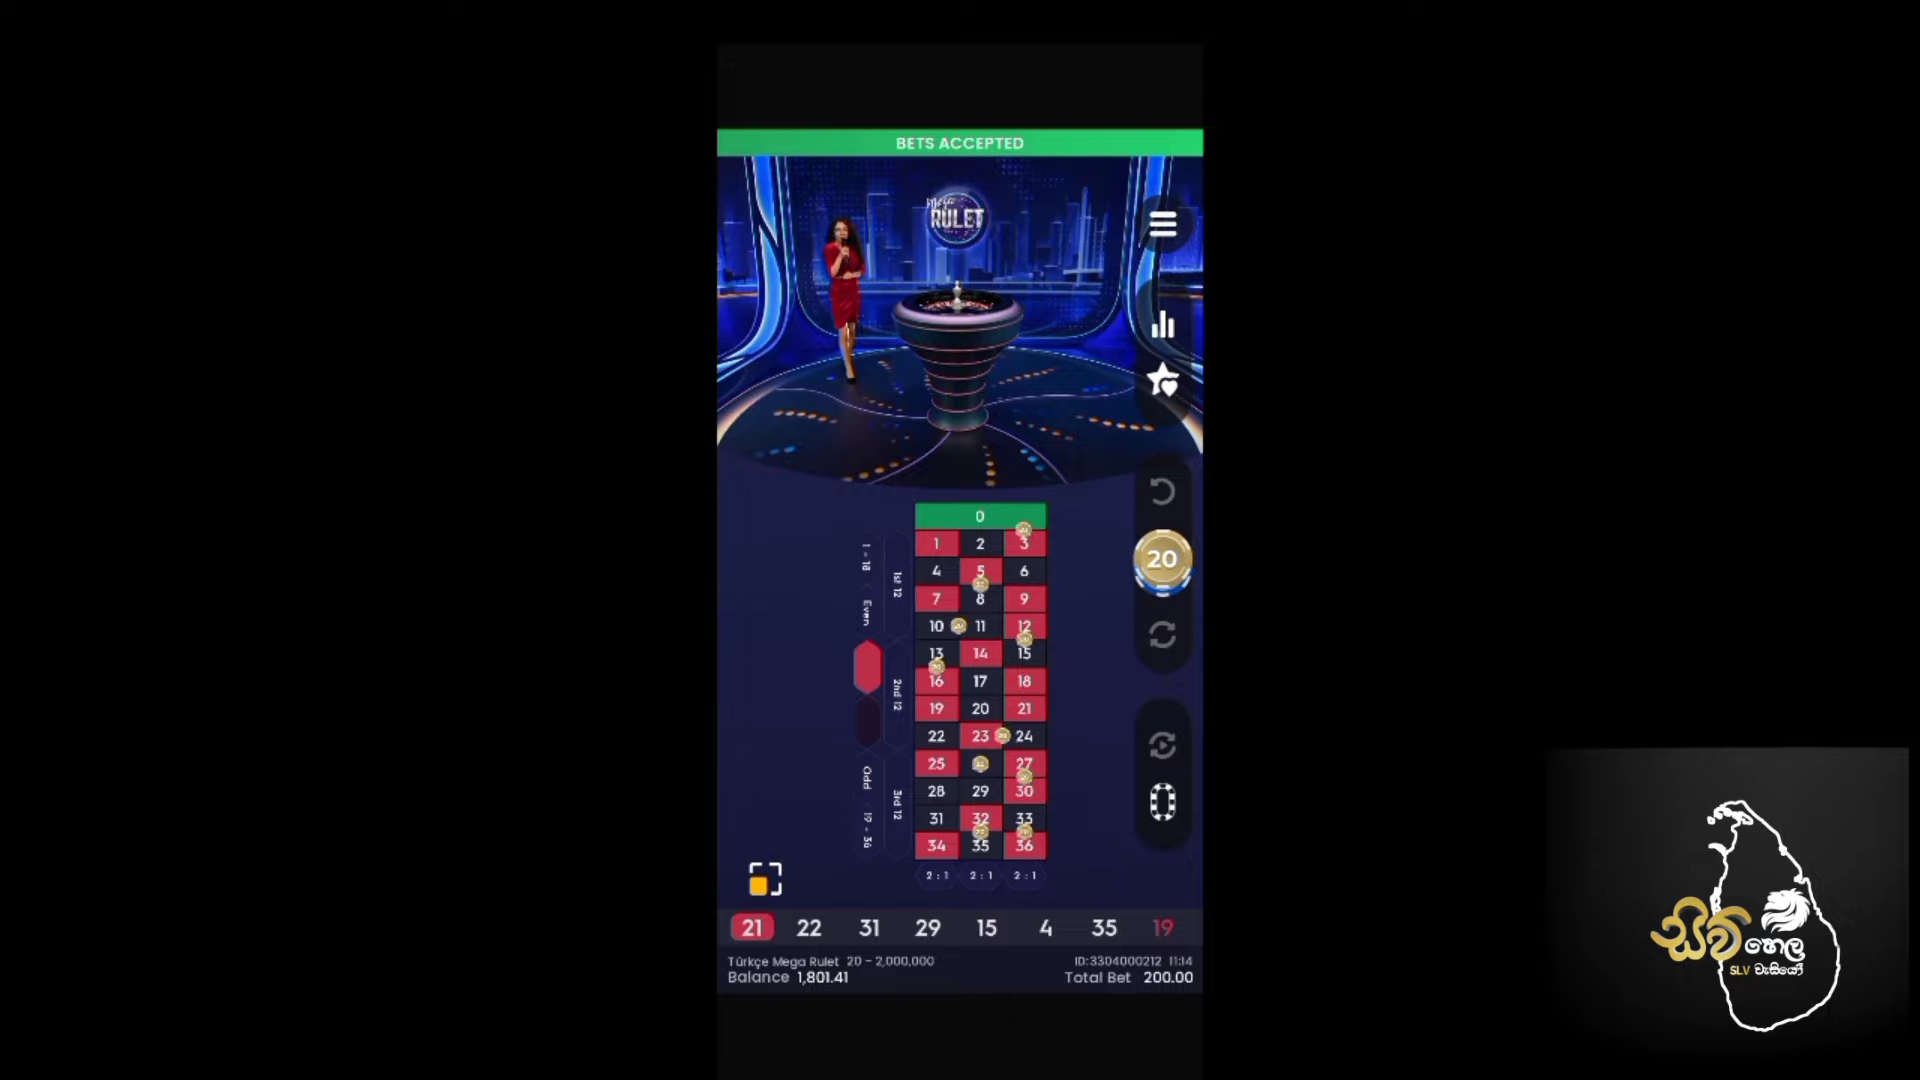 BETS ACCEPTED
Mega
RULET
20
0
1 2 3
4 5 6
7 8 9
10 11 12
13 14 15
16 17 18
19 20 21
22 23 24
25 27
28 29 30
31 32 33
34 35 36
1 - 18
Even
Odd
19 - 36
1st 12
2nd 12
3rd 12
2 : 1 2 : 1 2 : 1
21 22 31 29 15 4 35 19
Türkçe Mega Rulet 20 - 2,000,000
ID:3304000212 11:14
Balance 1,801.41
Total Bet 200.00
සිව්
හෙල
SLV වැසියෝ